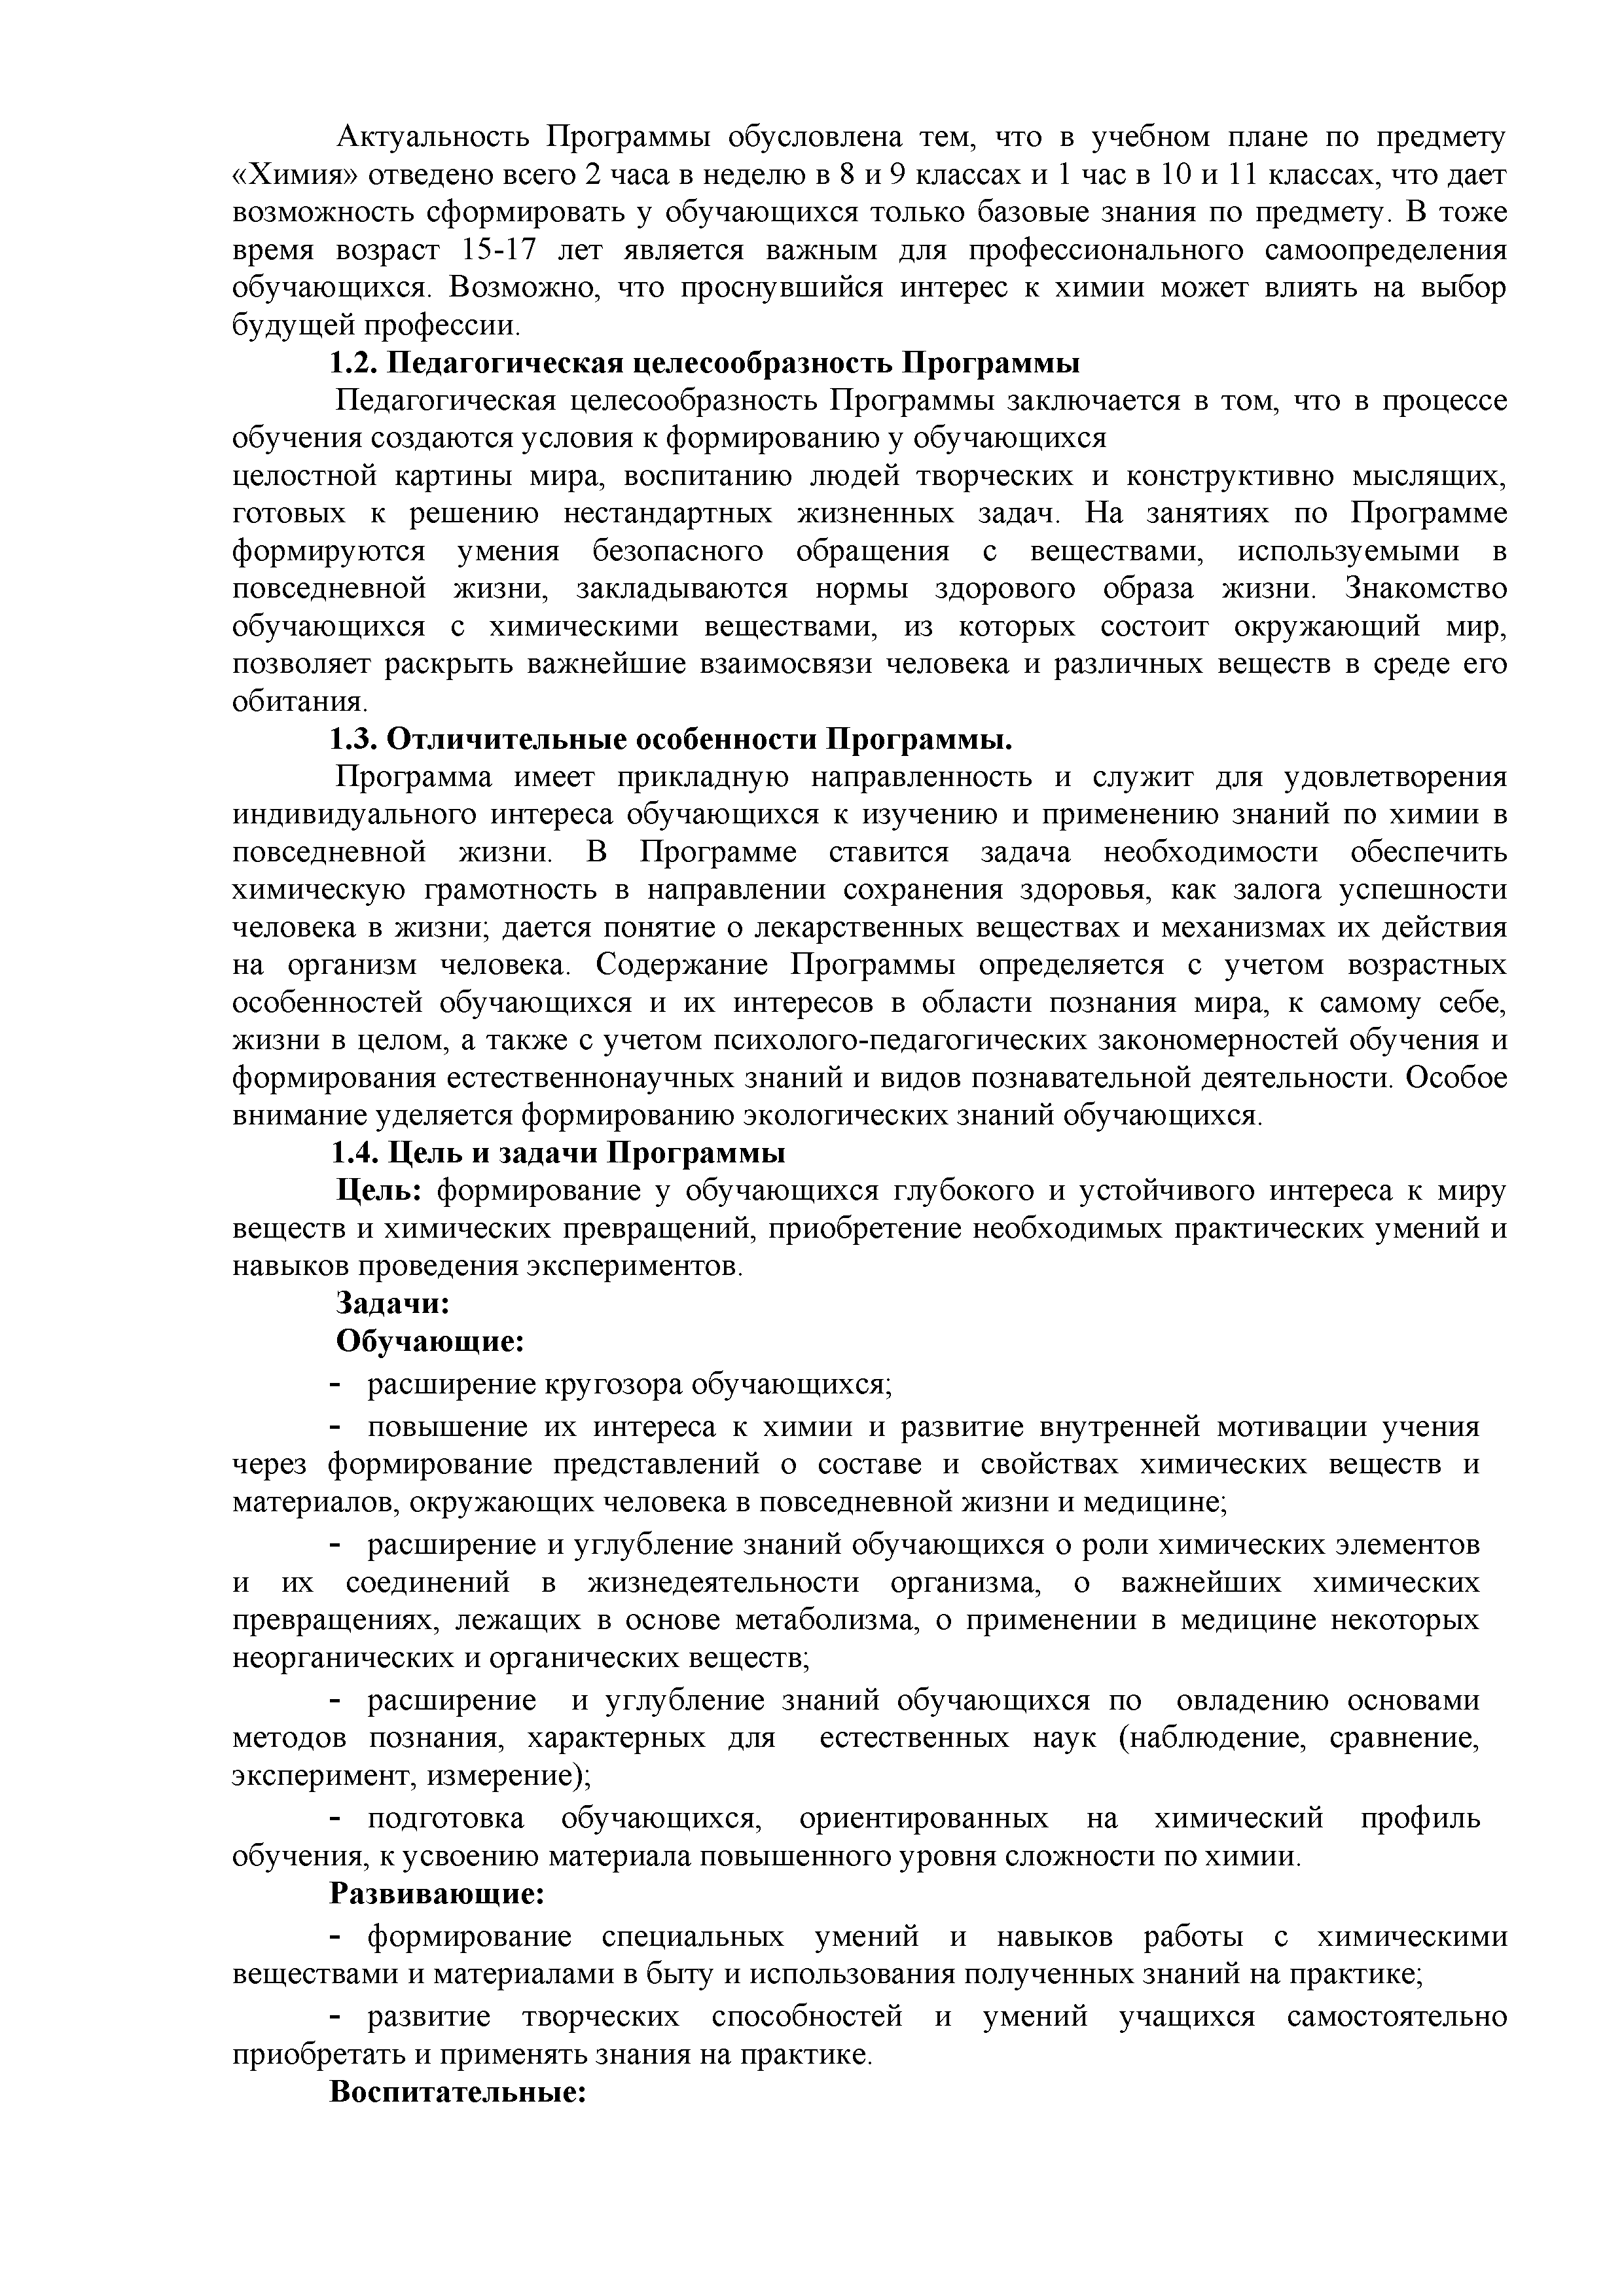 Актуальность Программы обусловлена тем, что в учебном плане по предмету
«Химия» отведено всего 2 часа в неделю в 8 и 9 классах и 1 час в 10 и 11 классах, что дает
возможность сформировать у обучающихся только базовые знания по предмету. В тоже
время возраст 15-17 лет является важным для профессионального самоопределения
обучающихся. Возможно, что проснувшийся интерес к химии может влиять на выбор
будущей профессии.
1.2. Педагогическая целесообразность Программы
Педагогическая целесообразность Программы заключается в том, что в процессе
обучения создаются условия к формированию у обучающихся
целостной картины мира, воспитанию людей творческих и конструктивно мыслящих,
готовых к решению нестандартных жизненных задач. На занятиях по Программе
формируются умения безопасного обращения с веществами, используемыми в
повседневной жизни, закладываются нормы здорового образа жизни. Знакомство
обучающихся с химическими веществами, из которых состоит окружающий мир,
позволяет раскрыть важнейшие взаимосвязи человека и различных веществ в среде его
обитания.
1.3. Отличительные особенности Программы.
Программа имеет прикладную направленность и служит для удовлетворения
индивидуального интереса обучающихся к изучению и применению знаний по химии в
повседневной жизни. В Программе ставится задача необходимости обеспечить
химическую грамотность в направлении сохранения здоровья, как залога успешности
человека в жизни; дается понятие о лекарственных веществах и механизмах их действия
на организм человека. Содержание Программы определяется с учетом возрастных
особенностей обучающихся и их интересов в области познания мира, к самому себе,
жизни в целом, а также с учетом психолого-педагогических закономерностей обучения и
формирования естественнонаучных знаний и видов познавательной деятельности. Особое
внимание уделяется формированию экологических знаний обучающихся.
1.4. Цель и задачи Программы
Цель: формирование у обучающихся глубокого и устойчивого интереса к миру
веществ и химических превращений, приобретение необходимых практических умений и
навыков проведения экспериментов.
Задачи:
Обучающие:
- расширение кругозора обучающихся;
- повышение их интереса к химии и развитие внутренней мотивации учения
через формирование представлений о составе и свойствах химических веществ и
материалов, окружающих человека в повседневной жизни и медицине;
- расширение и углубление знаний обучающихся о роли химических элементов
и их соединений в жизнедеятельности организма, о важнейших химических
превращениях, лежащих в основе метаболизма, о применении в медицине некоторых
неорганических и органических веществ;
- расширение и углубление знаний обучающихся по овладению основами
методов познания, характерных для естественных наук (наблюдение, сравнение,
эксперимент, измерение);
- подготовка обучающихся, ориентированных на химический профиль
обучения, к усвоению материала повышенного уровня сложности по химии.
Развивающие:
- формирование специальных умений и навыков работы с химическими
веществами и материалами в быту и использования полученных знаний на практике;
- развитие творческих способностей и умений учащихся самостоятельно
приобретать и применять знания на практике.
Воспитательные: